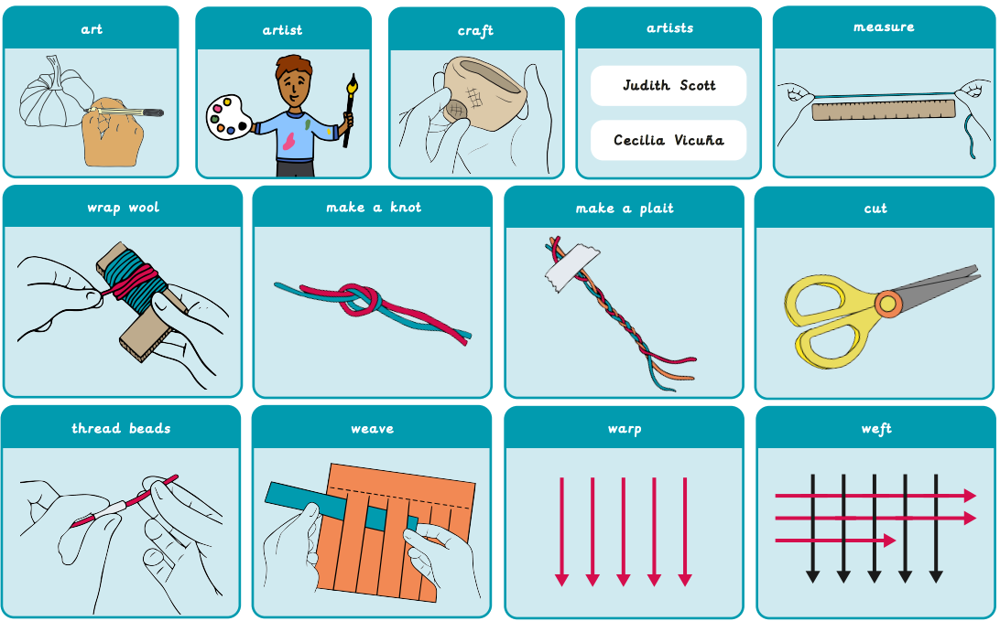 art
artist
craft
artists
measure
Judith Scott
Cecilia Vicuña
wrap wool
make a knot
make a plait
cut
thread beads
weave
warp
weft